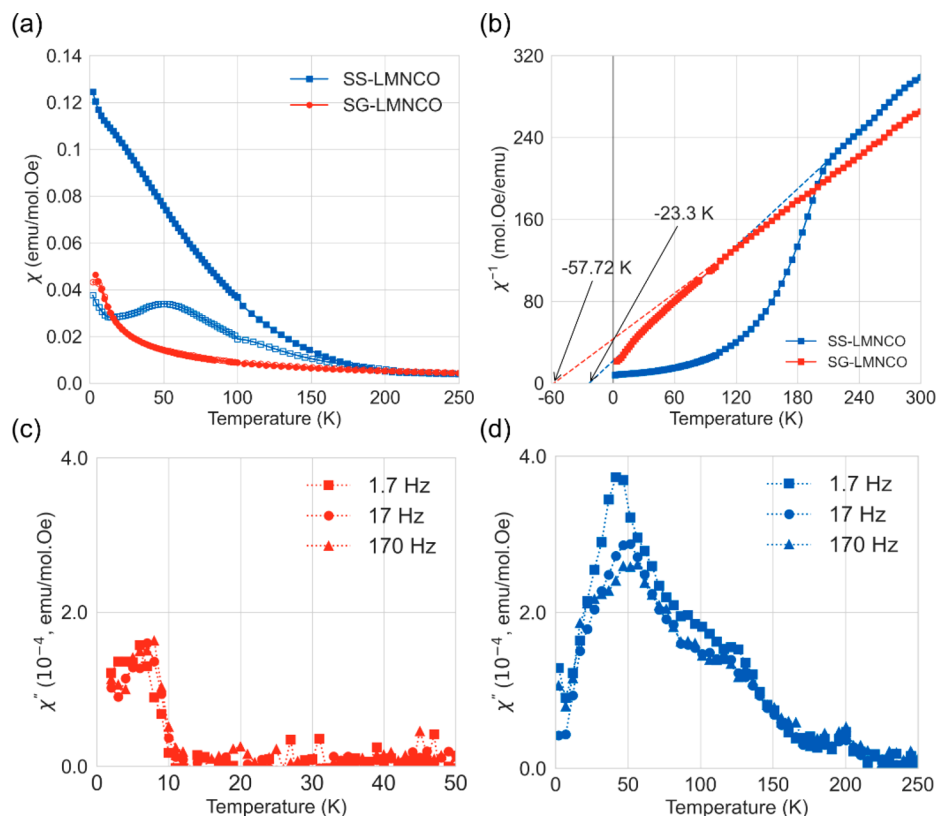 (a)
0.14
0.12
0.1
0.08
0.06
0.04
0.02
0.0
χ (emu/mol.Oe)
SS-LMNCO
SG-LMNCO
0 50 100 150 200 250
Temperature (K)
(b)
320
240
160
80
0
χ⁻¹ (mol.Oe/emu)
-23.3 K
-57.72 K
SS-LMNCO
SG-LMNCO
-60 0 60 120 180 240 300
Temperature (K)
(c)
4.0
2.0
0.0
χ″ (10⁻⁴, emu/mol.Oe)
1.7 Hz
17 Hz
170 Hz
0 10 20 30 40 50
Temperature (K)
(d)
4.0
2.0
0.0
χ″ (10⁻⁴, emu/mol.Oe)
1.7 Hz
17 Hz
170 Hz
0 50 100 150 200 250
Temperature (K)